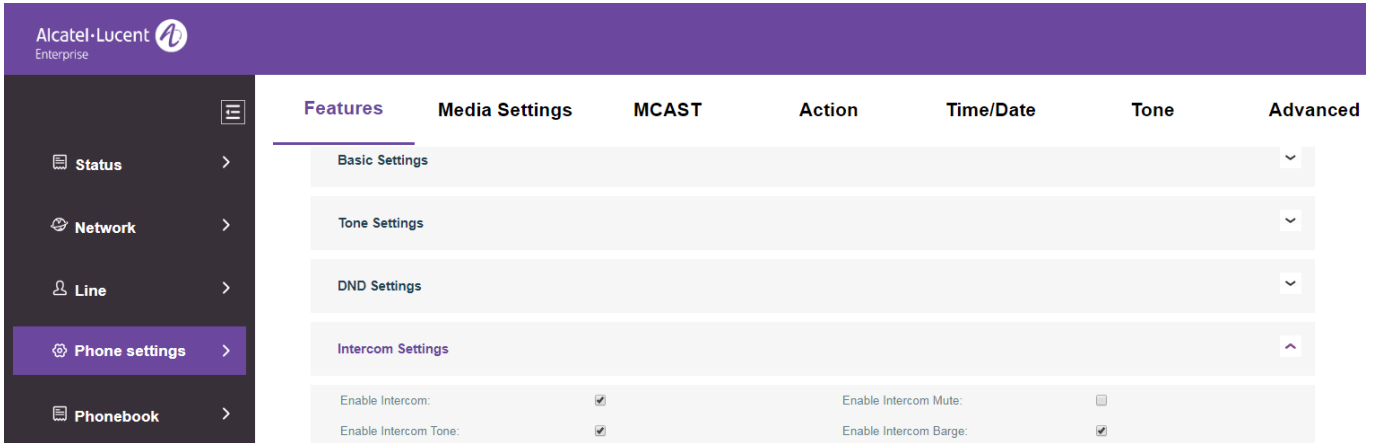 Alcatel·Lucent
Enterprise
Features Media Settings MCAST Action Time/Date Tone Advanced
Status
Network
Line
Phone settings
Phonebook
Basic Settings
Tone Settings
DND Settings
Intercom Settings
Enable Intercom: Enable Intercom Mute:
Enable Intercom Tone: Enable Intercom Barge: